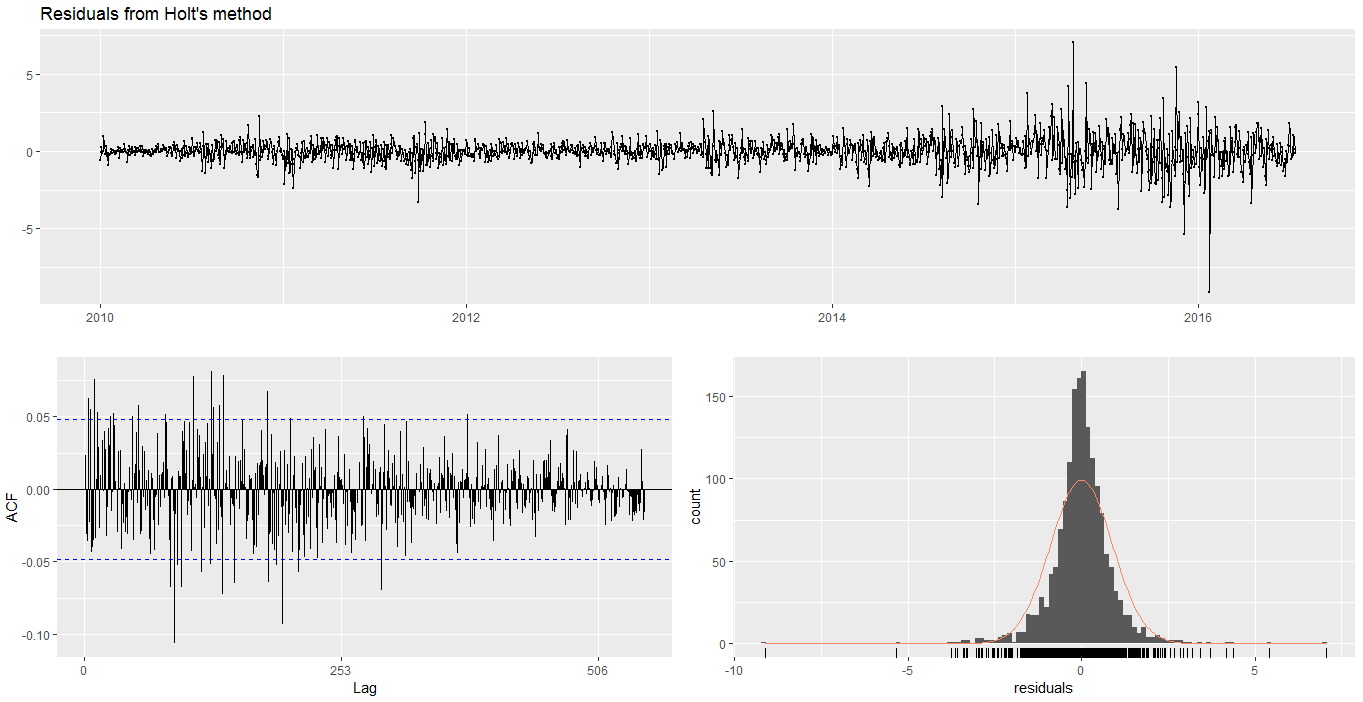 Residuals from Holt's method
5
0
-5
2010 2012 2014 2016
0.05
0.00
-0.05
-0.10
ACF
0 253 506
Lag
150
100
50
0
count
-10 -5 0 5
residuals